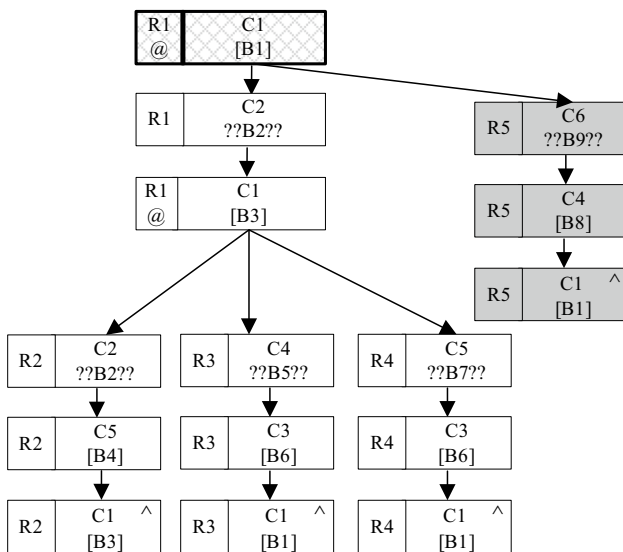 R1 C1
@ [B1]
R1 C2
??B2??
R5 C6
??B9??
R1 C1
@ [B3]
R5 C4
[B8]
R5 C1 ^
[B1]
R2 C2
??B2??
R3 C4
??B5??
R4 C5
??B7??
R2 C5
[B4]
R3 C3
[B6]
R4 C3
[B6]
R2 C1 ^
[B3]
R3 C1 ^
[B1]
R4 C1 ^
[B1]